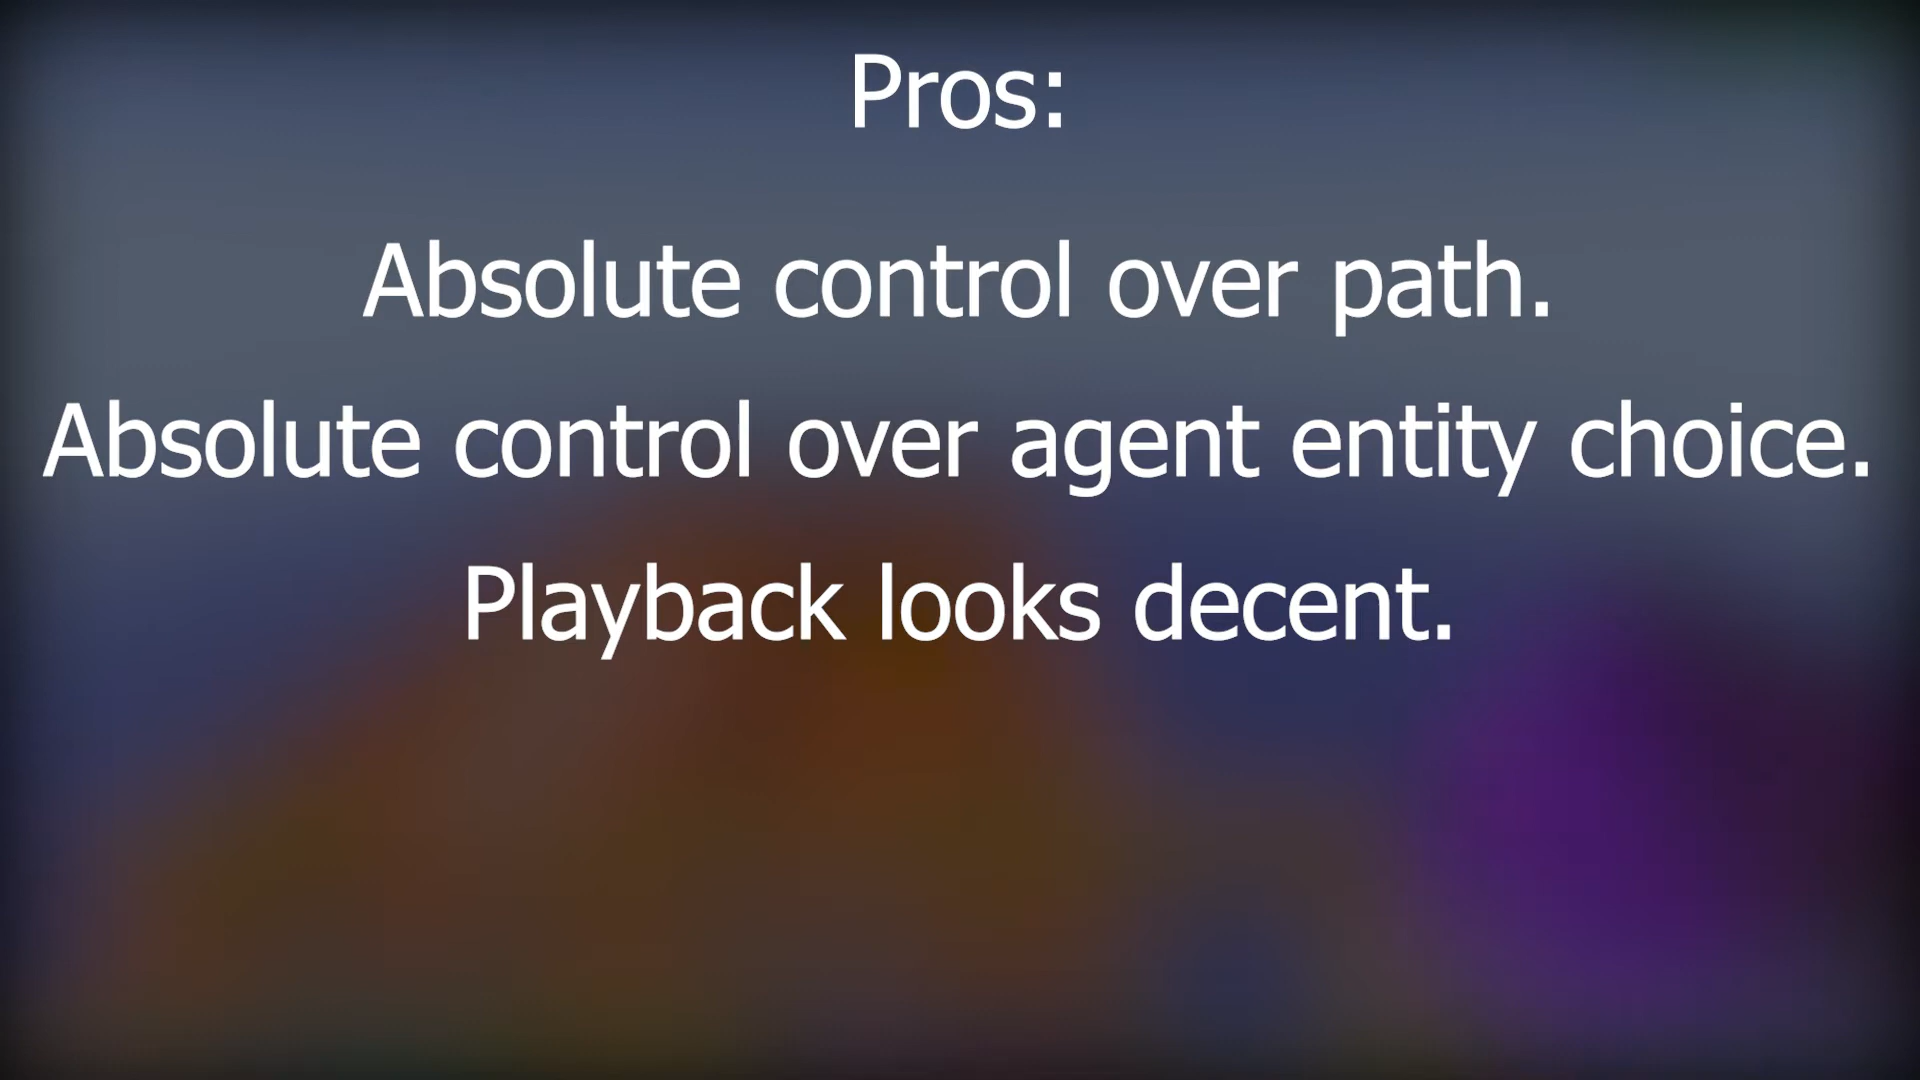 Pros:
Absolute control over path.
Absolute control over agent entity choice.
Playback looks decent.